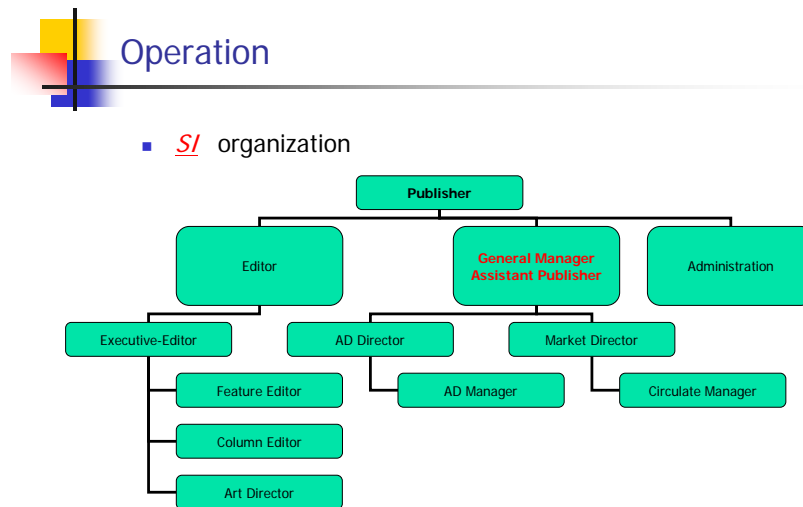 Operation
SI organization
Publisher
Editor
General Manager
Assistant Publisher
Administration
Executive-Editor
AD Director
Market Director
Feature Editor
AD Manager
Circulate Manager
Column Editor
Art Director